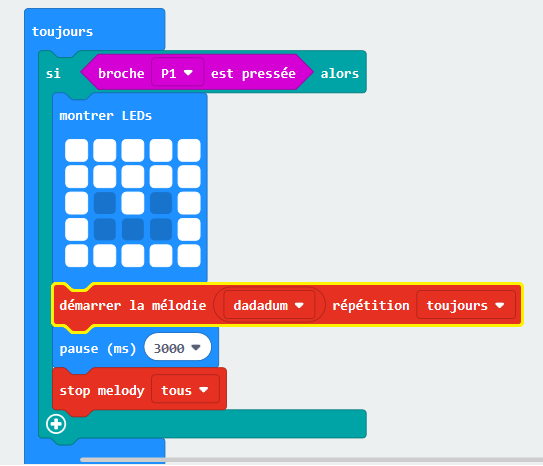 toujours
si broche P1 est pressée alors
montrer LEDs
démarrer la mélodie dadadum répétition toujours
pause (ms) 3000
stop melody tous